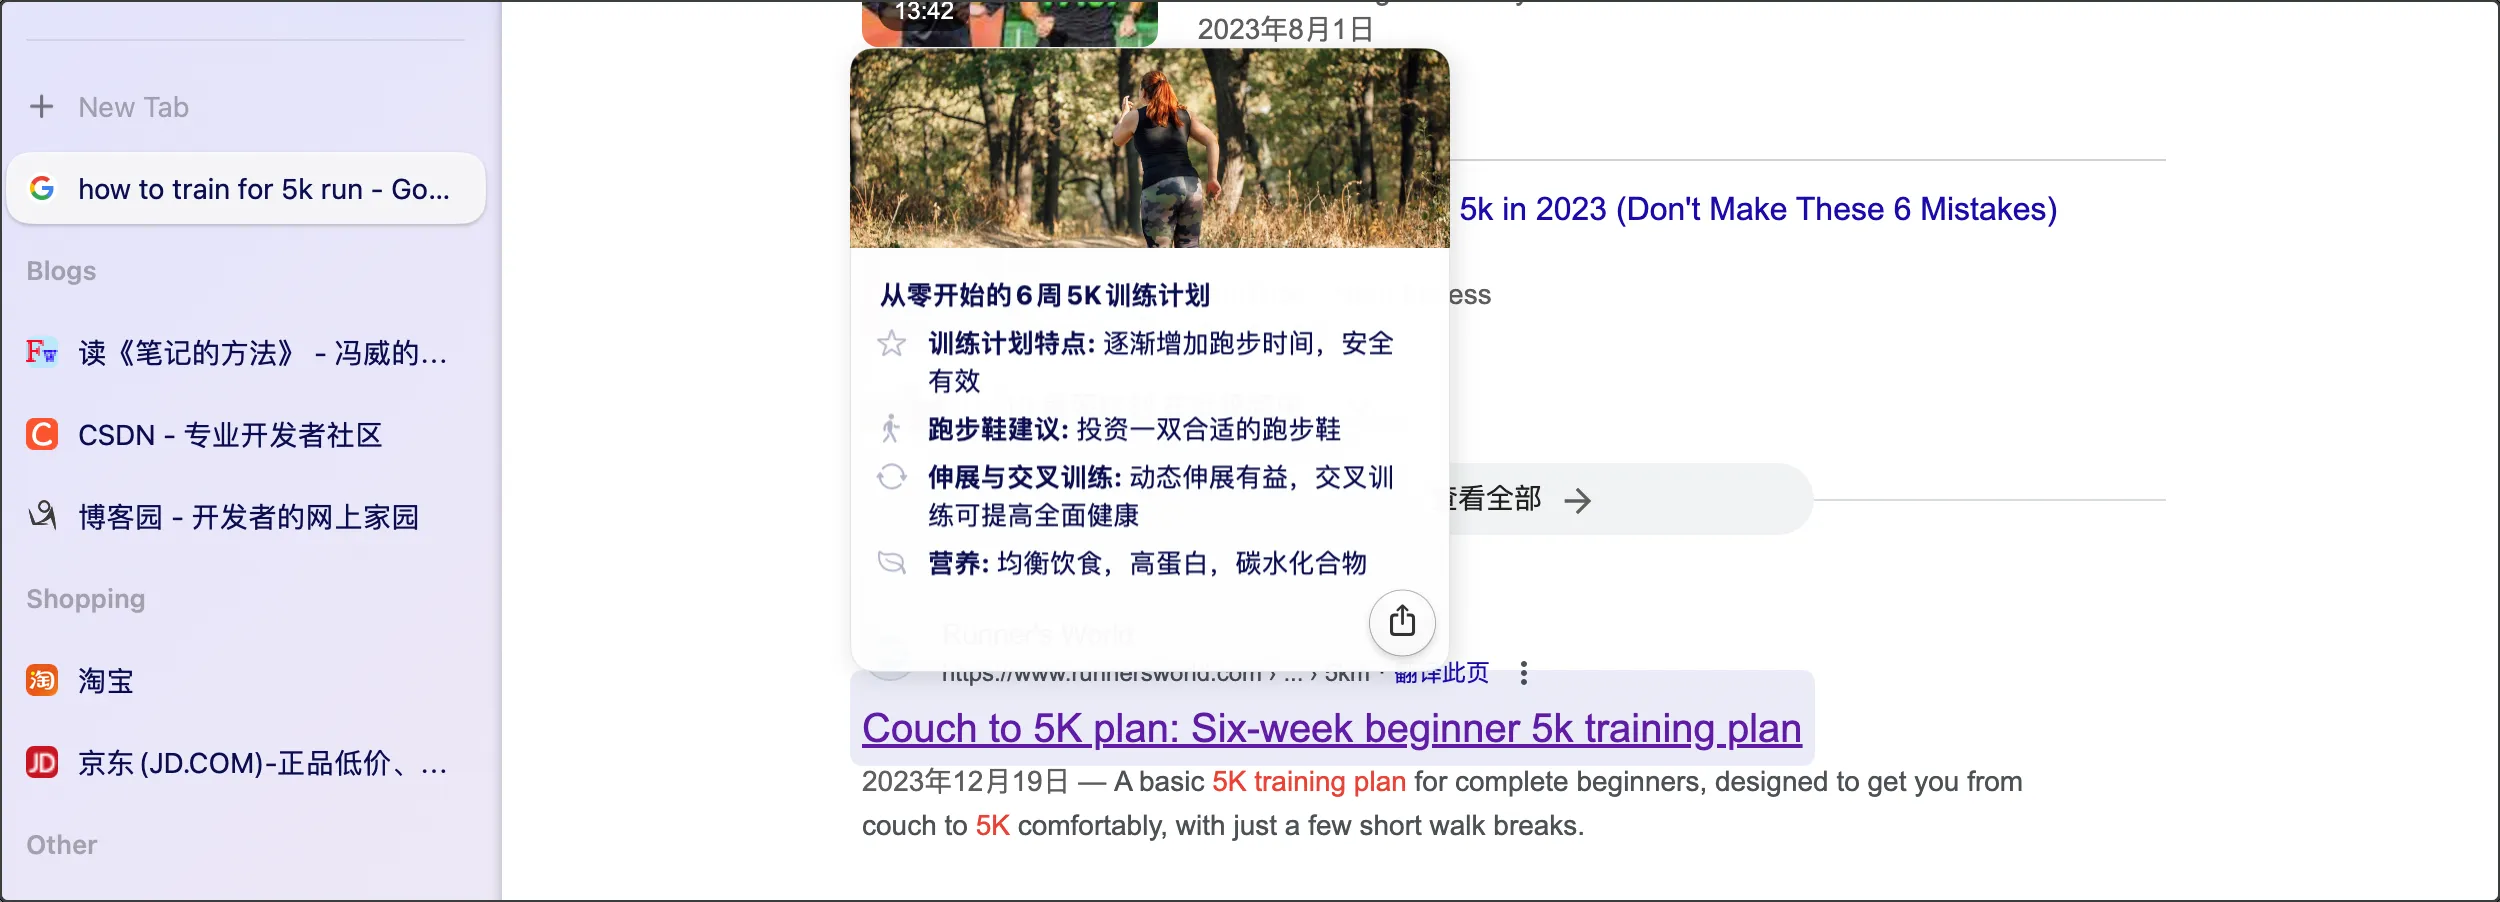 New Tab
how to train for 5k run - Go...
Blogs
读《笔记的方法》 - 冯威的...
CSDN - 专业开发者社区
博客园 - 开发者的网上家园
Shopping
淘宝
京东(JD.COM)-正品低价、...
Other
13:42
2023年8月1日
5k in 2023 (Don't Make These 6 Mistakes)
从零开始的6周5K训练计划
训练计划特点: 逐渐增加跑步时间，安全
有效
跑步鞋建议: 投资一双合适的跑步鞋
伸展与交叉训练: 动态伸展有益，交叉训
练可提高全面健康
营养: 均衡饮食，高蛋白，碳水化合物
查看全部
Runner's World
https://www.runnersworld.com › ... › 5km · 翻译此页
Couch to 5K plan: Six-week beginner 5k training plan
2023年12月19日 — A basic 5K training plan for complete beginners, designed to get you from
couch to 5K comfortably, with just a few short walk breaks.